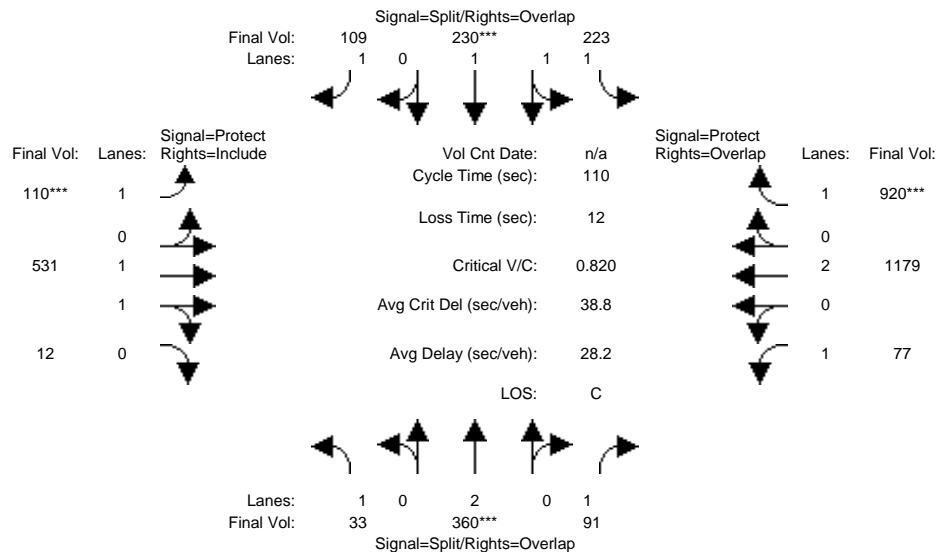 Signal=Split/Rights=Overlap
Final Vol: 109 230*** 223
Lanes: 1 0 1 1 1
Signal=Protect Signal=Protect
Final Vol: Lanes: Rights=Include Vol Cnt Date: n/a Rights=Overlap Lanes: Final Vol:
Cycle Time (sec): 110
110*** 1 1 920***
Loss Time (sec): 12
0 0
531 1 Critical V/C: 0.820 2 1179
1 Avg Crit Del (sec/veh): 38.8 0
12 0 Avg Delay (sec/veh): 28.2 1 77
LOS: C
Lanes: 1 0 2 0 1
Final Vol: 33 360*** 91
Signal=Split/Rights=Overlap